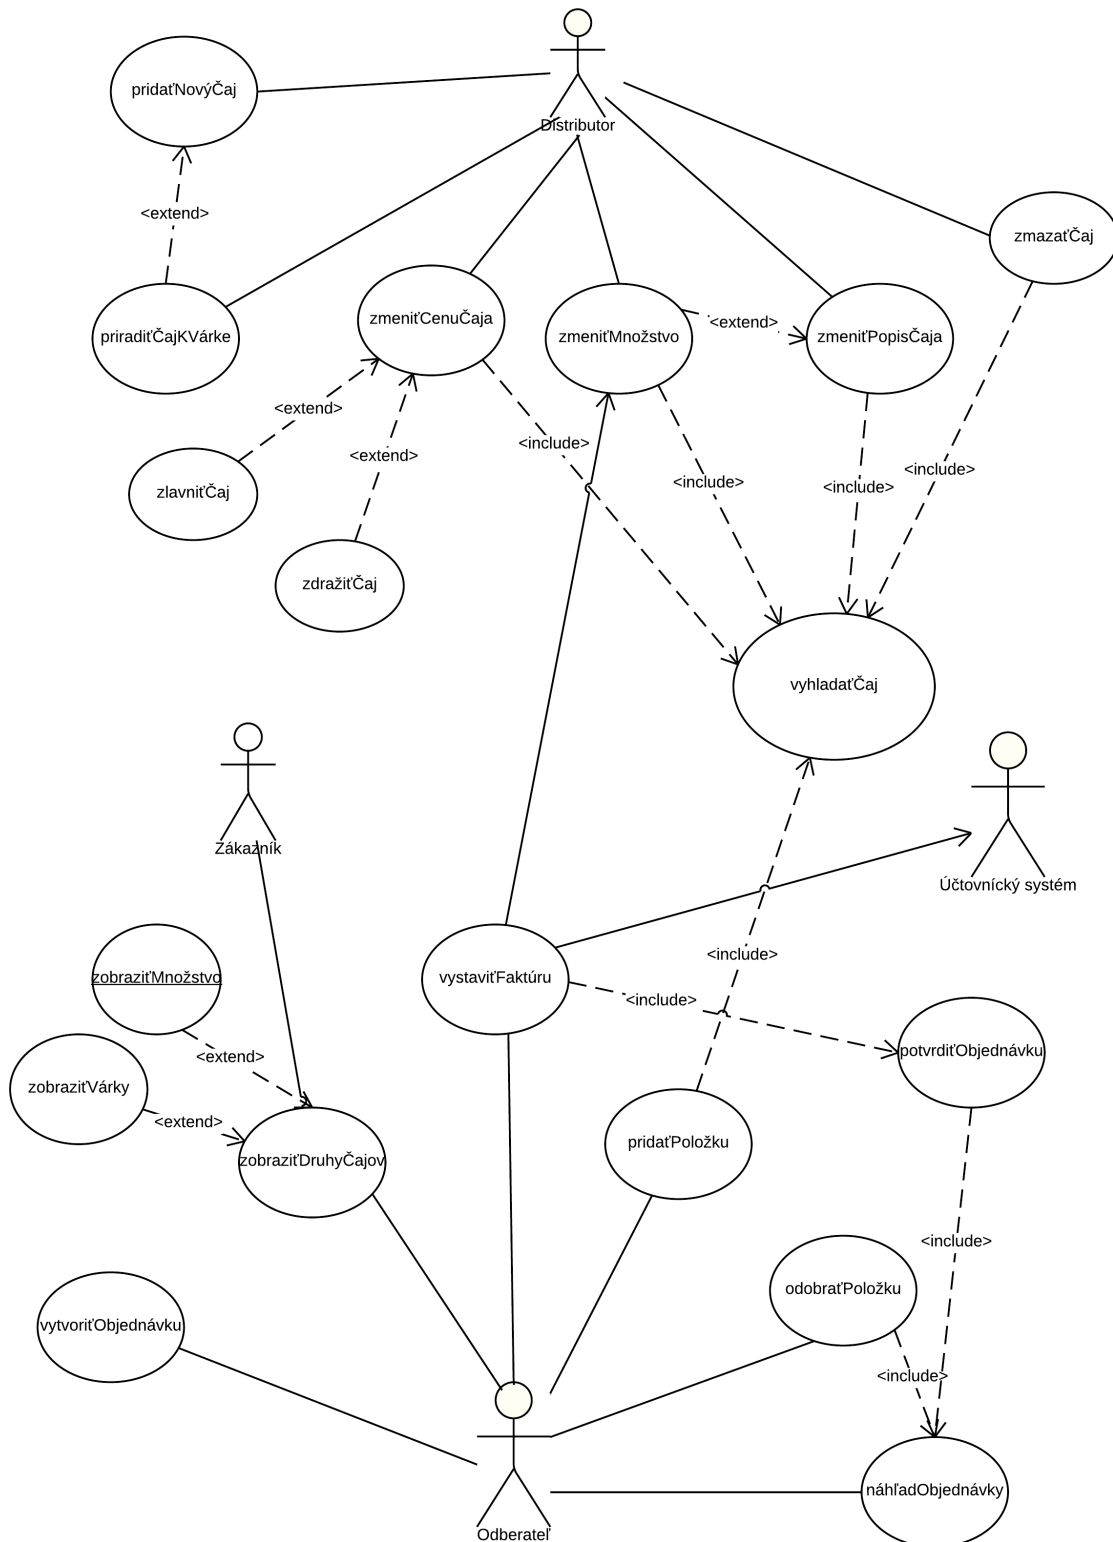 pridaťNovýČaj
Distributor
<extend>
zmazaťČaj
zmeniťCenuČaja
<extend>
priradiťČajKVárke
zmeniťMnožstvo
zmeniťPopisČaja
<extend>
<include>
<extend>
<include>
<include>
<include>
zlavniťČaj
zdražiťČaj
vyhladaťČaj
Zákazník
Účtovnícký systém
<include>
zobraziťMnožstvo
vystaviťFaktúru
<include>
potvrdiťObjednávku
<extend>
zobraziťVárky
<extend>
pridaťPoložku
zobraziťDruhyČajov
<include>
odobraťPoložku
vytvoriťObjednávku
<include>
náhľadObjednávky
Odberateľ